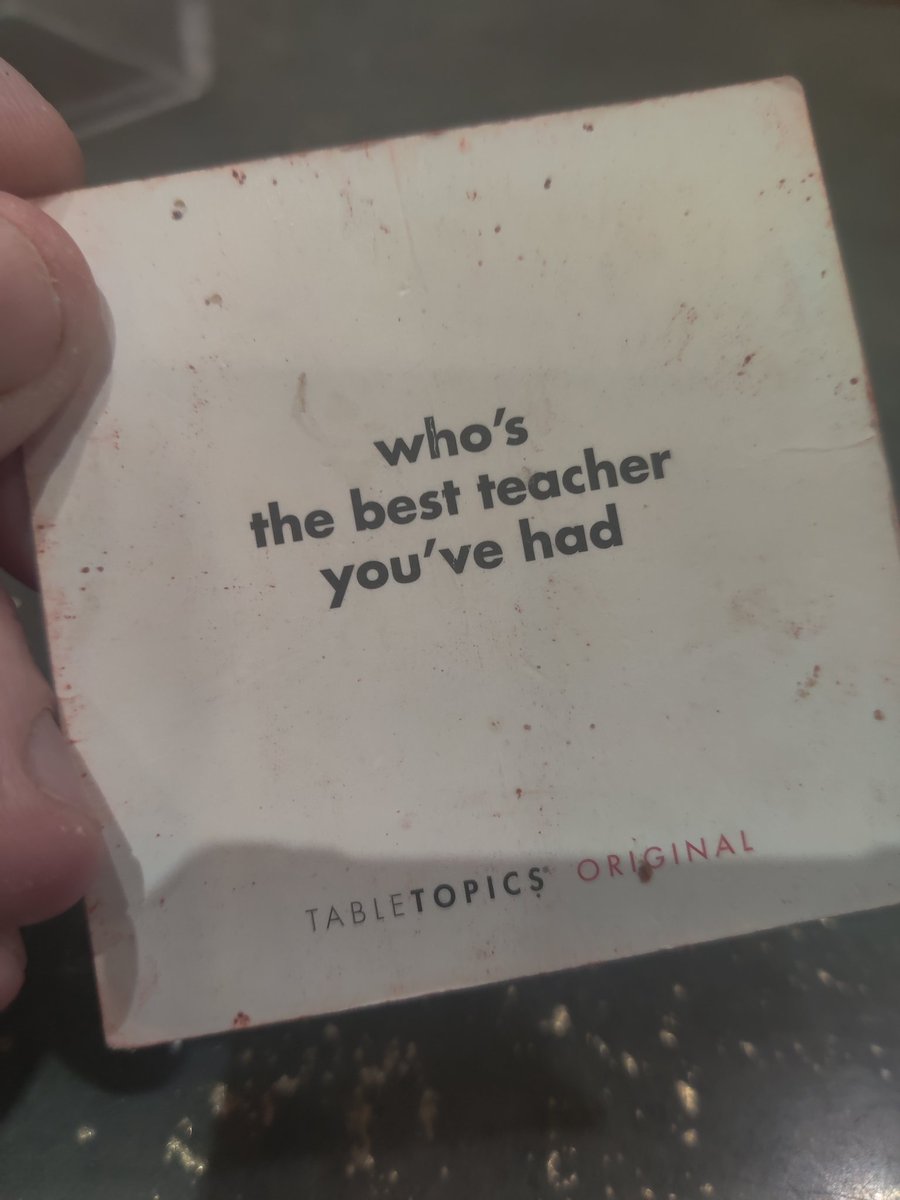 who's
the best teacher
you've had
TABLETOPICS® ORIGINAL